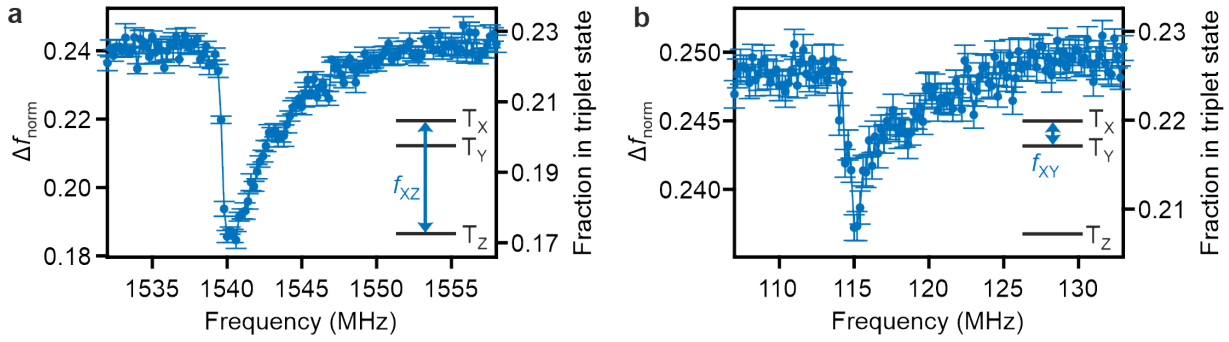 a
Δf_norm
0.24
0.22
0.20
0.18
1535
1540
1545
1550
1555
Frequency (MHz)
0.23
0.21
0.19
0.17
Fraction in triplet state
T_X
T_Y
f_XZ
T_Z
b
Δf_norm
0.250
0.245
0.240
110
115
120
125
130
Frequency (MHz)
0.23
0.22
0.21
Fraction in triplet state
T_X
T_Y
f_XY
T_Z